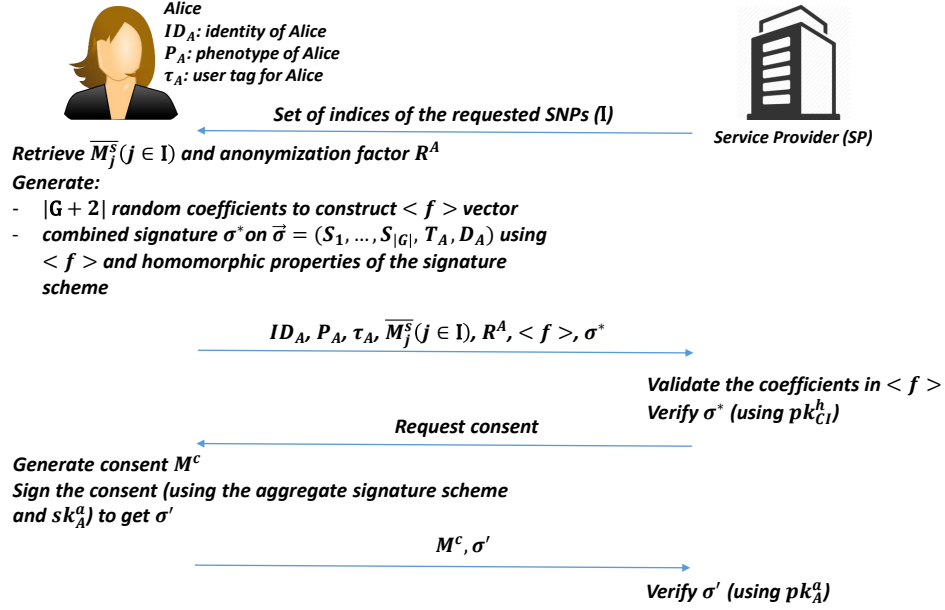 Alice
ID_A: identity of Alice
P_A: phenotype of Alice
τ_A: user tag for Alice
Set of indices of the requested SNPs (I)
Service Provider (SP)
Retrieve \overline{M_j^s}(j ∈ I) and anonymization factor R^A
Generate:
- |G + 2| random coefficients to construct < f > vector
- combined signature σ* on \vec{σ} = (S_1, ..., S_{|G|}, T_A, D_A) using
< f > and homomorphic properties of the signature
scheme
ID_A, P_A, τ_A, \overline{M_j^s}(j ∈ I), R^A, < f >, σ*
Validate the coefficients in < f >
Verify σ* (using pk_{CI}^h)
Request consent
Generate consent M^c
Sign the consent (using the aggregate signature scheme
and sk_A^a) to get σ′
M^c, σ′
Verify σ′ (using pk_A^a)